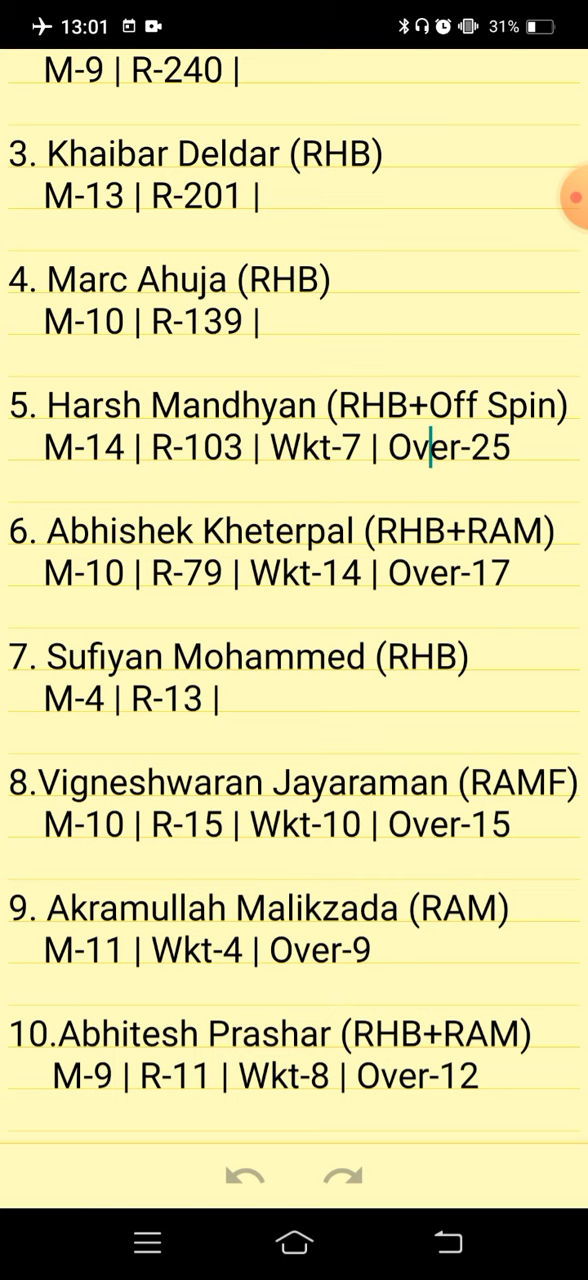 13:01
31%
M-9 | R-240 |
3. Khaibar Deldar (RHB)
M-13 | R-201 |
4. Marc Ahuja (RHB)
M-10 | R-139 |
5. Harsh Mandhyan (RHB+Off Spin)
M-14 | R-103 | Wkt-7 | Over-25
6. Abhishek Kheterpal (RHB+RAM)
M-10 | R-79 | Wkt-14 | Over-17
7. Sufiyan Mohammed (RHB)
M-4 | R-13 |
8.Vigneshwaran Jayaraman (RAMF)
M-10 | R-15 | Wkt-10 | Over-15
9. Akramullah Malikzada (RAM)
M-11 | Wkt-4 | Over-9
10.Abhitesh Prashar (RHB+RAM)
M-9 | R-11 | Wkt-8 | Over-12